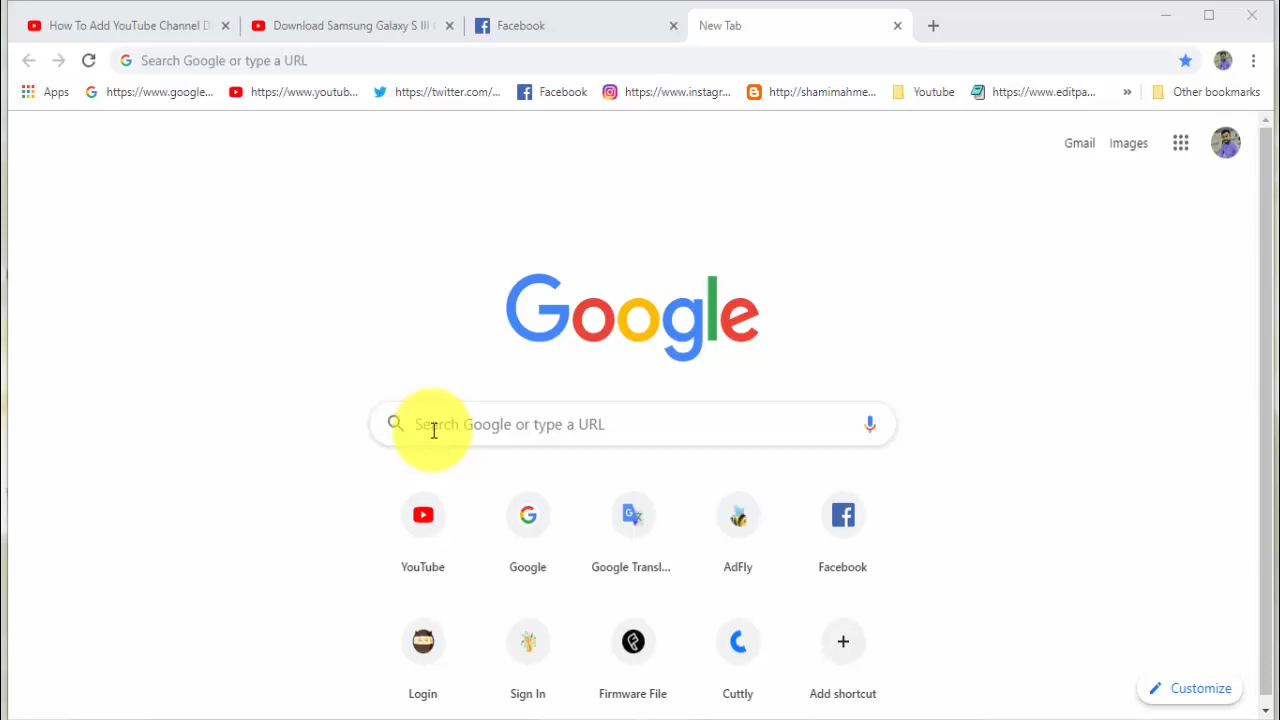 How To Add YouTube Channel D
Download Samsung Galaxy S III
Facebook
New Tab
Search Google or type a URL
Apps
https://www.google...
https://www.youtub...
https://twitter.com/...
Facebook
https://www.instagr...
http://shamimahme...
Youtube
https://www.editpa...
»
Other bookmarks
Gmail
Images
Google
Search Google or type a URL
YouTube
Google
Google Transl...
AdFly
Facebook
Login
Sign In
Firmware File
Cuttly
Add shortcut
Customize